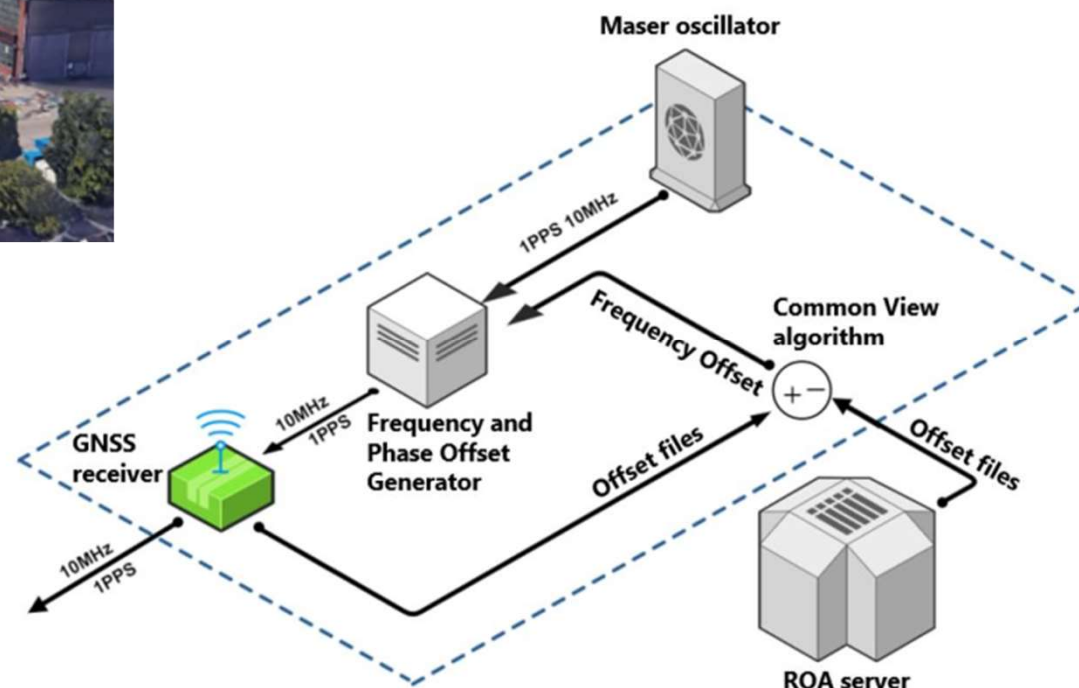 Maser oscillator
1PPS 10MHz
Frequency Offset
Common View
algorithm
10MHz
1PPS
Frequency and
Phase Offset
Generator
GNSS
receiver
Offset files
Offset files
10MHz
1PPS
ROA server